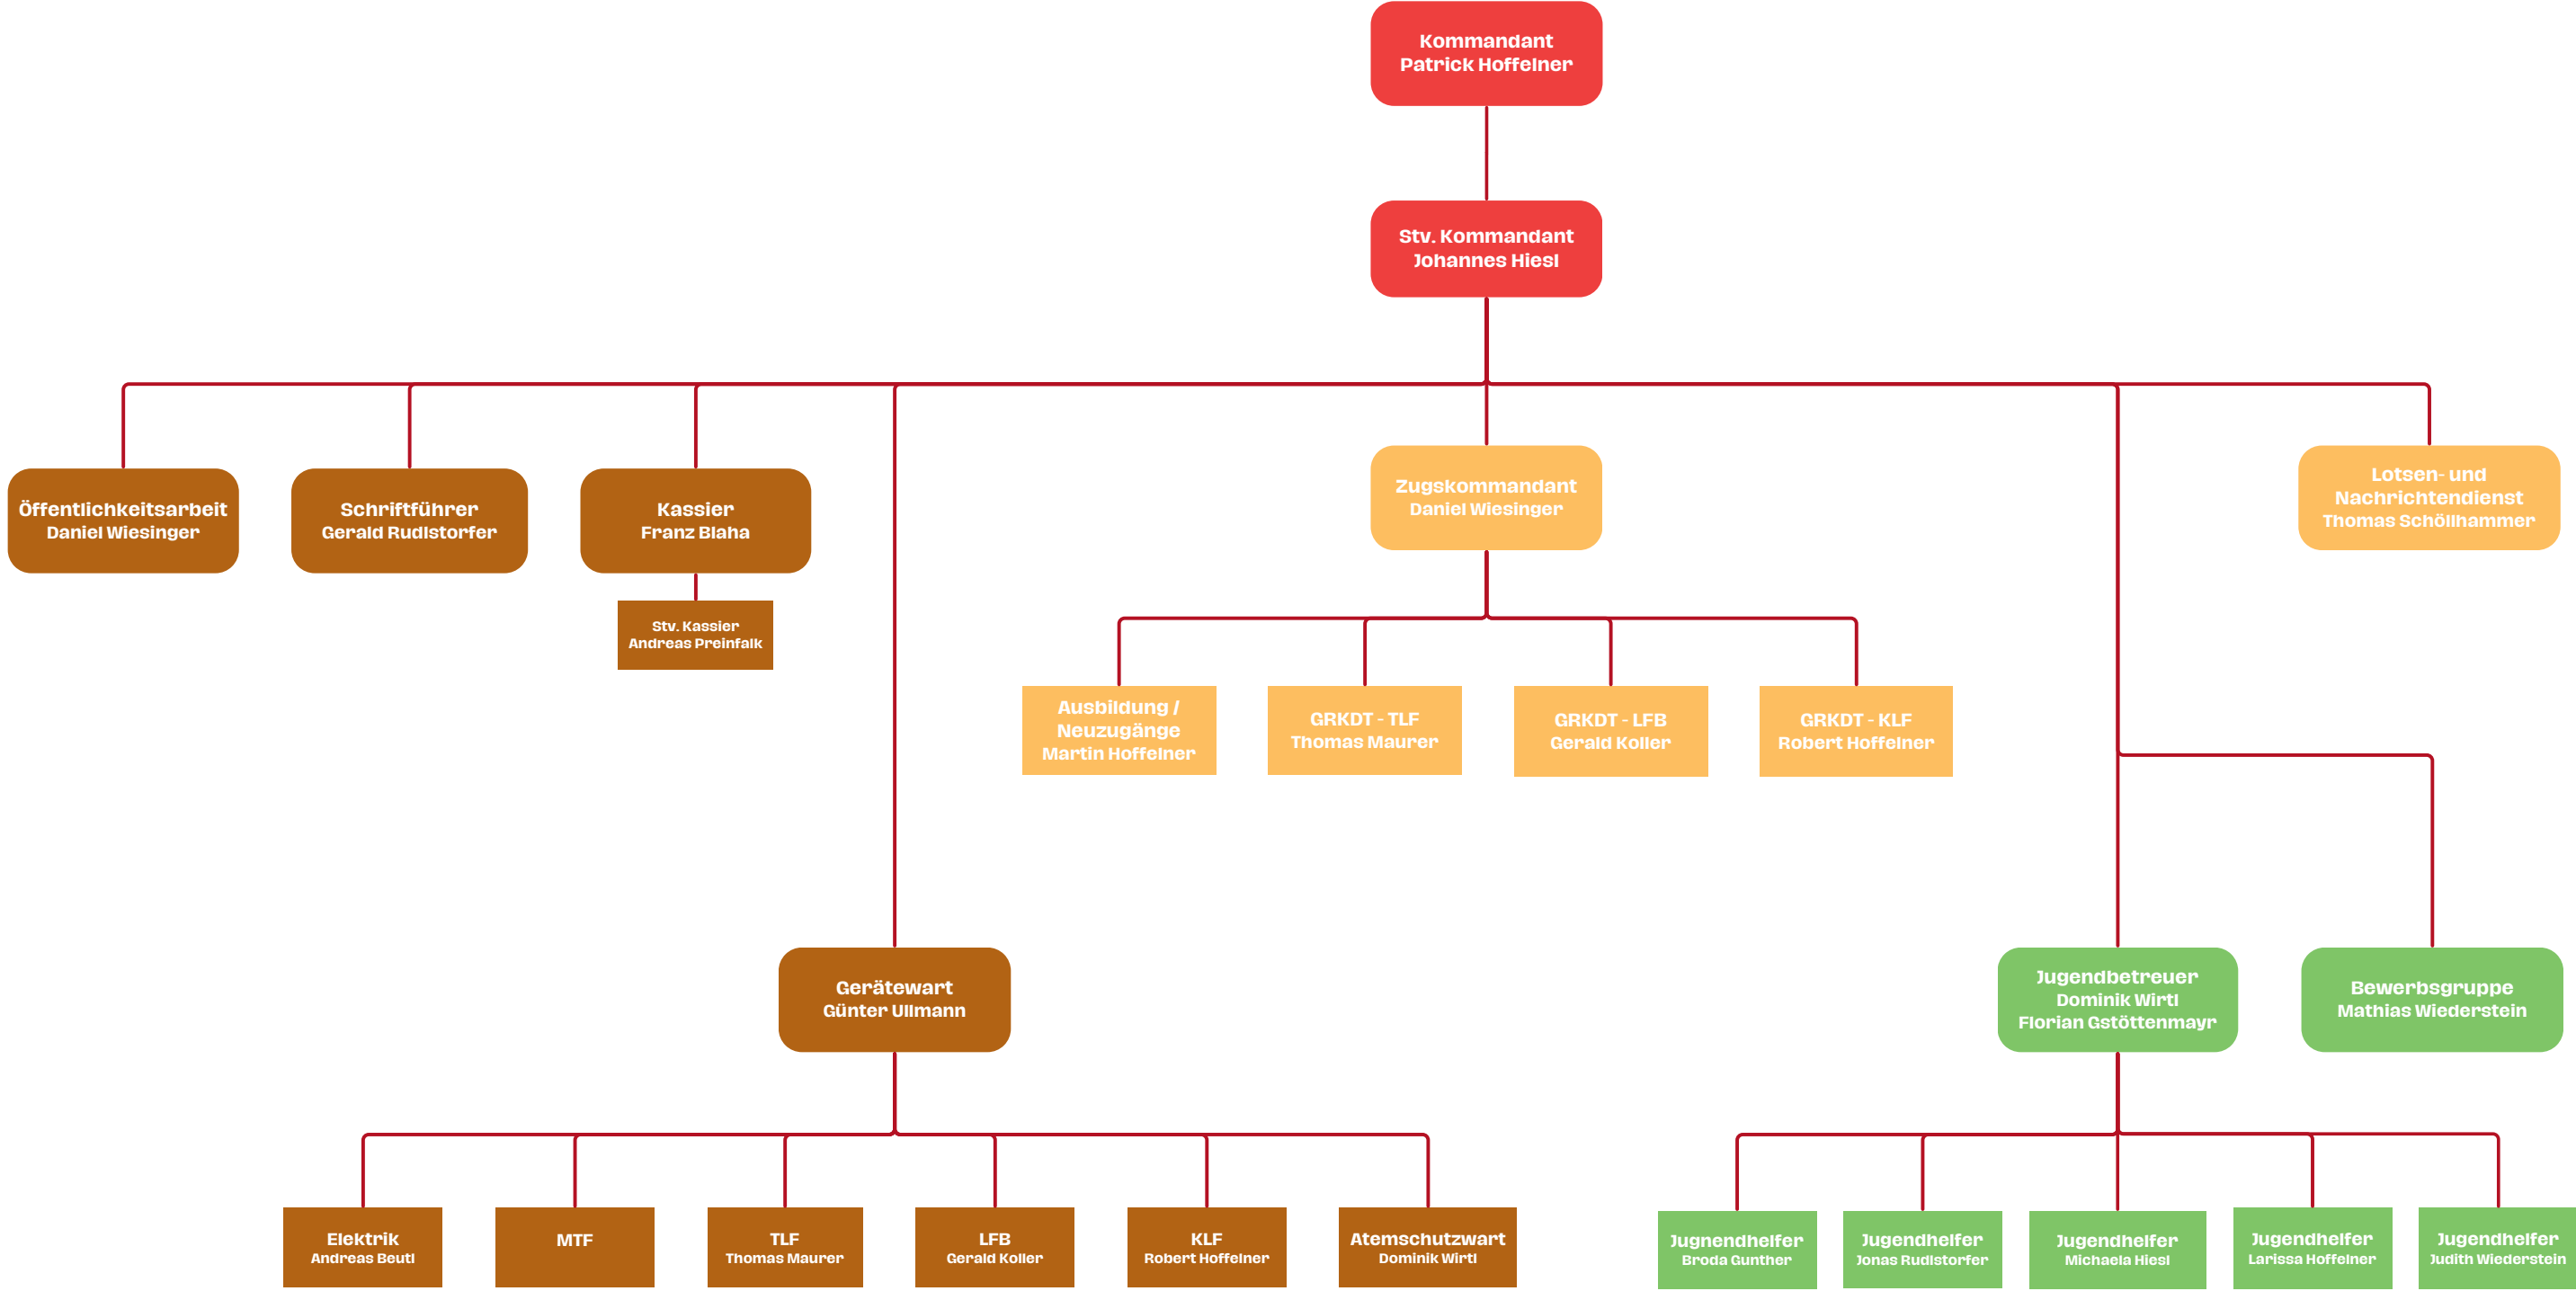 Kommandant
Patrick Hoffelner
Stv. Kommandant
Johannes Hiesl
Öffentlichkeitsarbeit
Daniel Wiesinger
Schriftführer
Gerald Rudlstorfer
Kassier
Franz Blaha
Zugskommandant
Daniel Wiesinger
Lotsen- und
Nachrichtendienst
Thomas Schöllhammer
Stv. Kassier
Andreas Preinfalk
Ausbildung /
Neuzugänge
Martin Hoffelner
GRKDT - TLF
Thomas Maurer
GRKDT - LFB
Gerald Koller
GRKDT - KLF
Robert Hoffelner
Gerätewart
Günter Ullmann
Jugendbetreuer
Dominik Wirtl
Florian Gstöttenmayr
Bewerbsgruppe
Mathias Wiederstein
Elektrik
Andreas Beutl
MTF
TLF
Thomas Maurer
LFB
Gerald Koller
KLF
Robert Hoffelner
Atemschutzwart
Dominik Wirtl
Jugnendhelfer
Broda Gunther
Jugendhelfer
Jonas Rudlstorfer
Jugendhelfer
Michaela Hiesl
Jugendhelfer
Larissa Hoffelner
Jugendhelfer
Judith Wiederstein